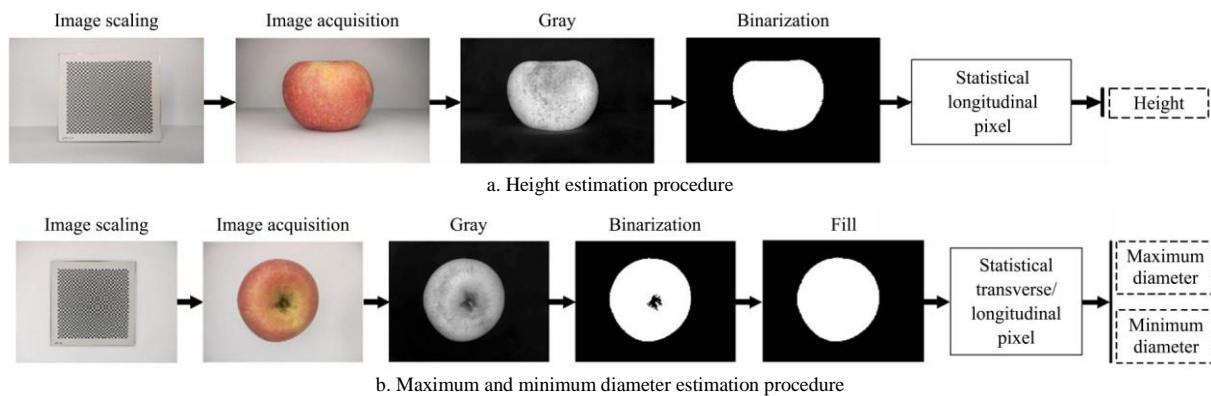 Image scaling
Image acquisition
Gray
Binarization
Statistical
longitudinal
pixel
Height
a. Height estimation procedure
Image scaling
Image acquisition
Gray
Binarization
Fill
Statistical
transverse/
longitudinal
pixel
Maximum
diameter
Minimum
diameter
b. Maximum and minimum diameter estimation procedure